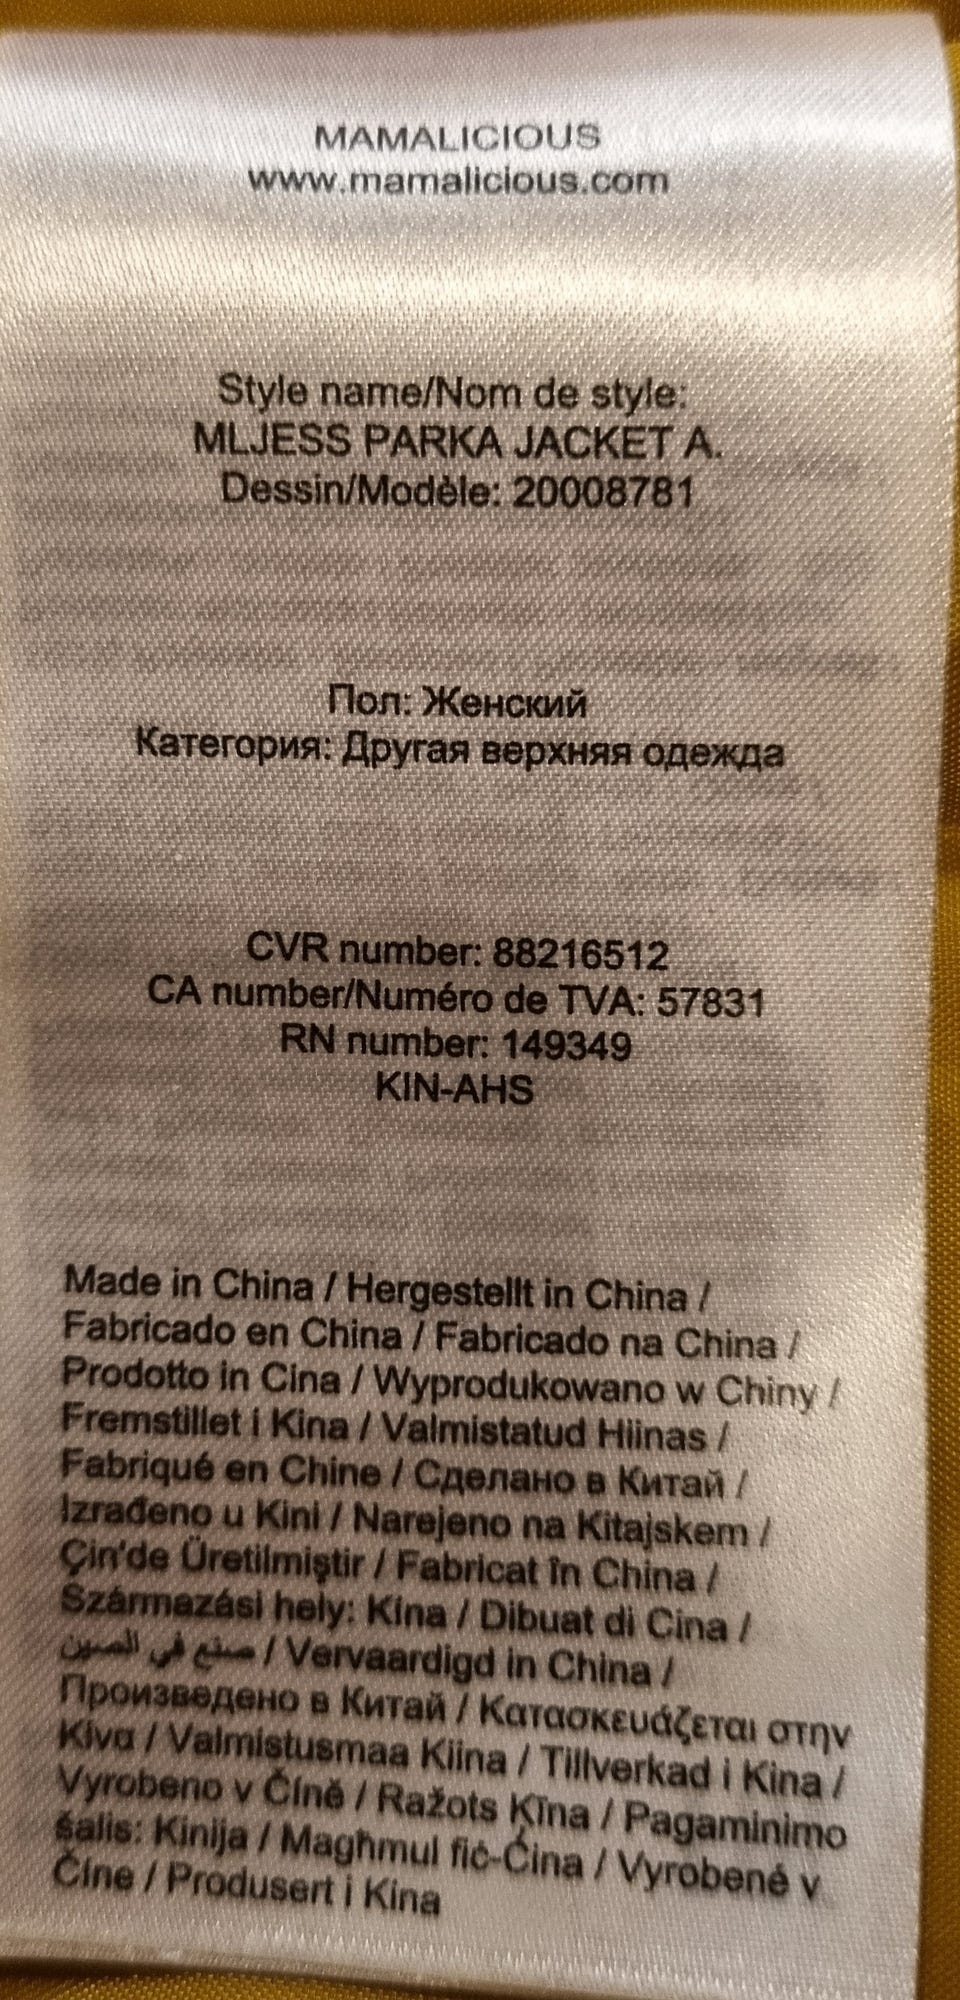 MAMALICIOUS
www.mamalicious.com
Style name/Nom de style:
MLJESS PARKA JACKET A.
Dessin/Modèle: 20008781
Пол: Женский
Категория: Другая верхняя одежда
CVR number: 88216512
CA number/Numéro de TVA: 57831
RN number: 149349
KIN-AHS
Made in China / Hergestellt in China /
Fabricado en China / Fabricado na China /
Prodotto in Cina / Wyprodukowano w Chiny /
Fremstillet i Kina / Valmistatud Hiinas /
Fabriqué en Chine / Сделано в Китай /
Izrađeno u Kini / Narejeno na Kitajskem /
Çin'de Üretilmiştir / Fabricat în China /
Származási hely: Kína / Dibuat di Cina /
صنع في الصين / Vervaardigd in China /
Произведено в Китай / Κατασκευάζεται στην
Κίνα / Valmistusmaa Kiina / Tillverkad i Kina /
Vyrobeno v Číně / Ražots Ķīna / Pagaminimo
šalis: Kinija / Magħmul fiċ-Ċina / Vyrobené v
Číne / Produsert i Kina